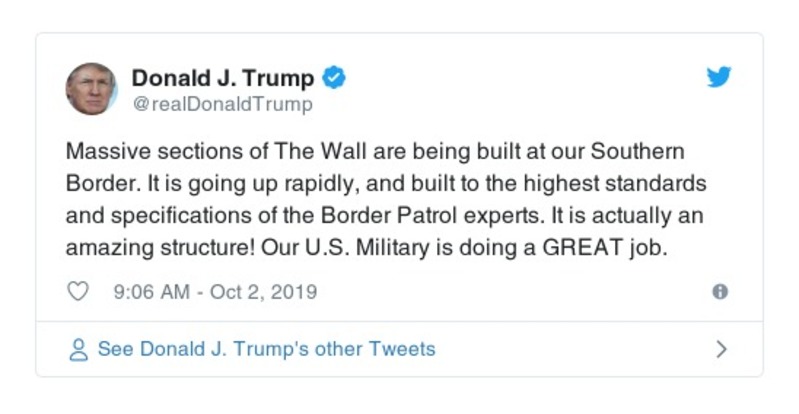 Donald J. Trump
@realDonaldTrump
Massive sections of The Wall are being built at our Southern
Border. It is going up rapidly, and built to the highest standards
and specifications of the Border Patrol experts. It is actually an
amazing structure! Our U.S. Military is doing a GREAT job.
9:06 AM - Oct 2, 2019
See Donald J. Trump's other Tweets